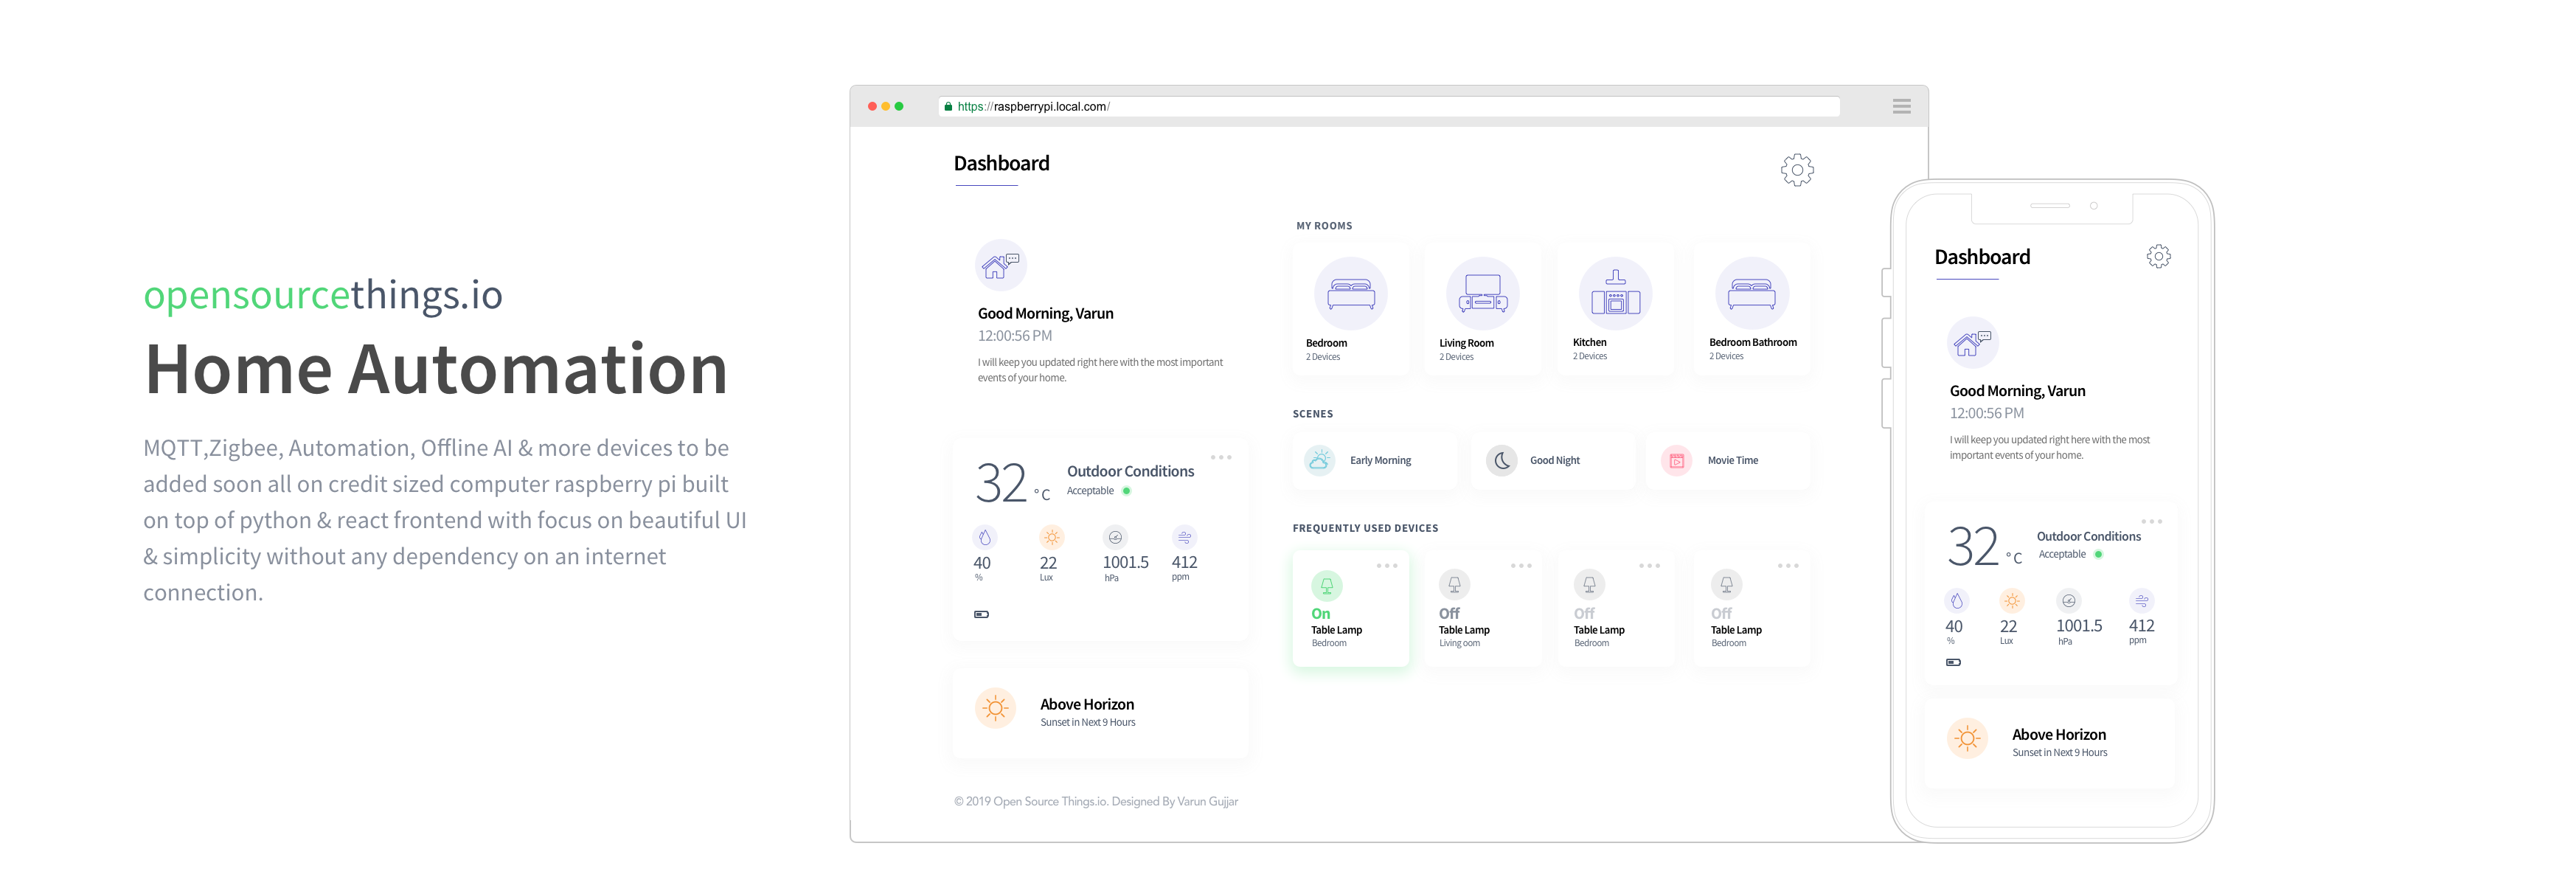 opensourcethings.io
Home Automation
MQTT,Zigbee, Automation, Offline AI & more devices to be
added soon all on credit sized computer raspberry pi built
on top of python & react frontend with focus on beautiful UI
& simplicity without any dependency on an internet
connection.
https://raspberrypi.local.com/
Dashboard
Good Morning, Varun
12:00:56 PM
I will keep you updated right here with the most important
events of your home.
32 °C
Outdoor Conditions
Acceptable
40 22 1001.5 412
% Lux hPa ppm
Above Horizon
Sunset in Next 9 Hours
© 2019 Open Source Things.io. Designed By Varun Gujjar
MY ROOMS
Bedroom
2 Devices
Living Room
2 Devices
Kitchen
2 Devices
Bedroom Bathroom
2 Devices
SCENES
Early Morning
Good Night
Movie Time
FREQUENTLY USED DEVICES
On
Table Lamp
Bedroom
Off
Table Lamp
Living oom
Off
Table Lamp
Bedroom
Off
Table Lamp
Bedroom
Dashboard
Good Morning, Varun
12:00:56 PM
I will keep you updated right here with the most
important events of your home.
32 °C
Outdoor Conditions
Acceptable
40 22 1001.5 412
% Lux hPa ppm
Above Horizon
Sunset in Next 9 Hours